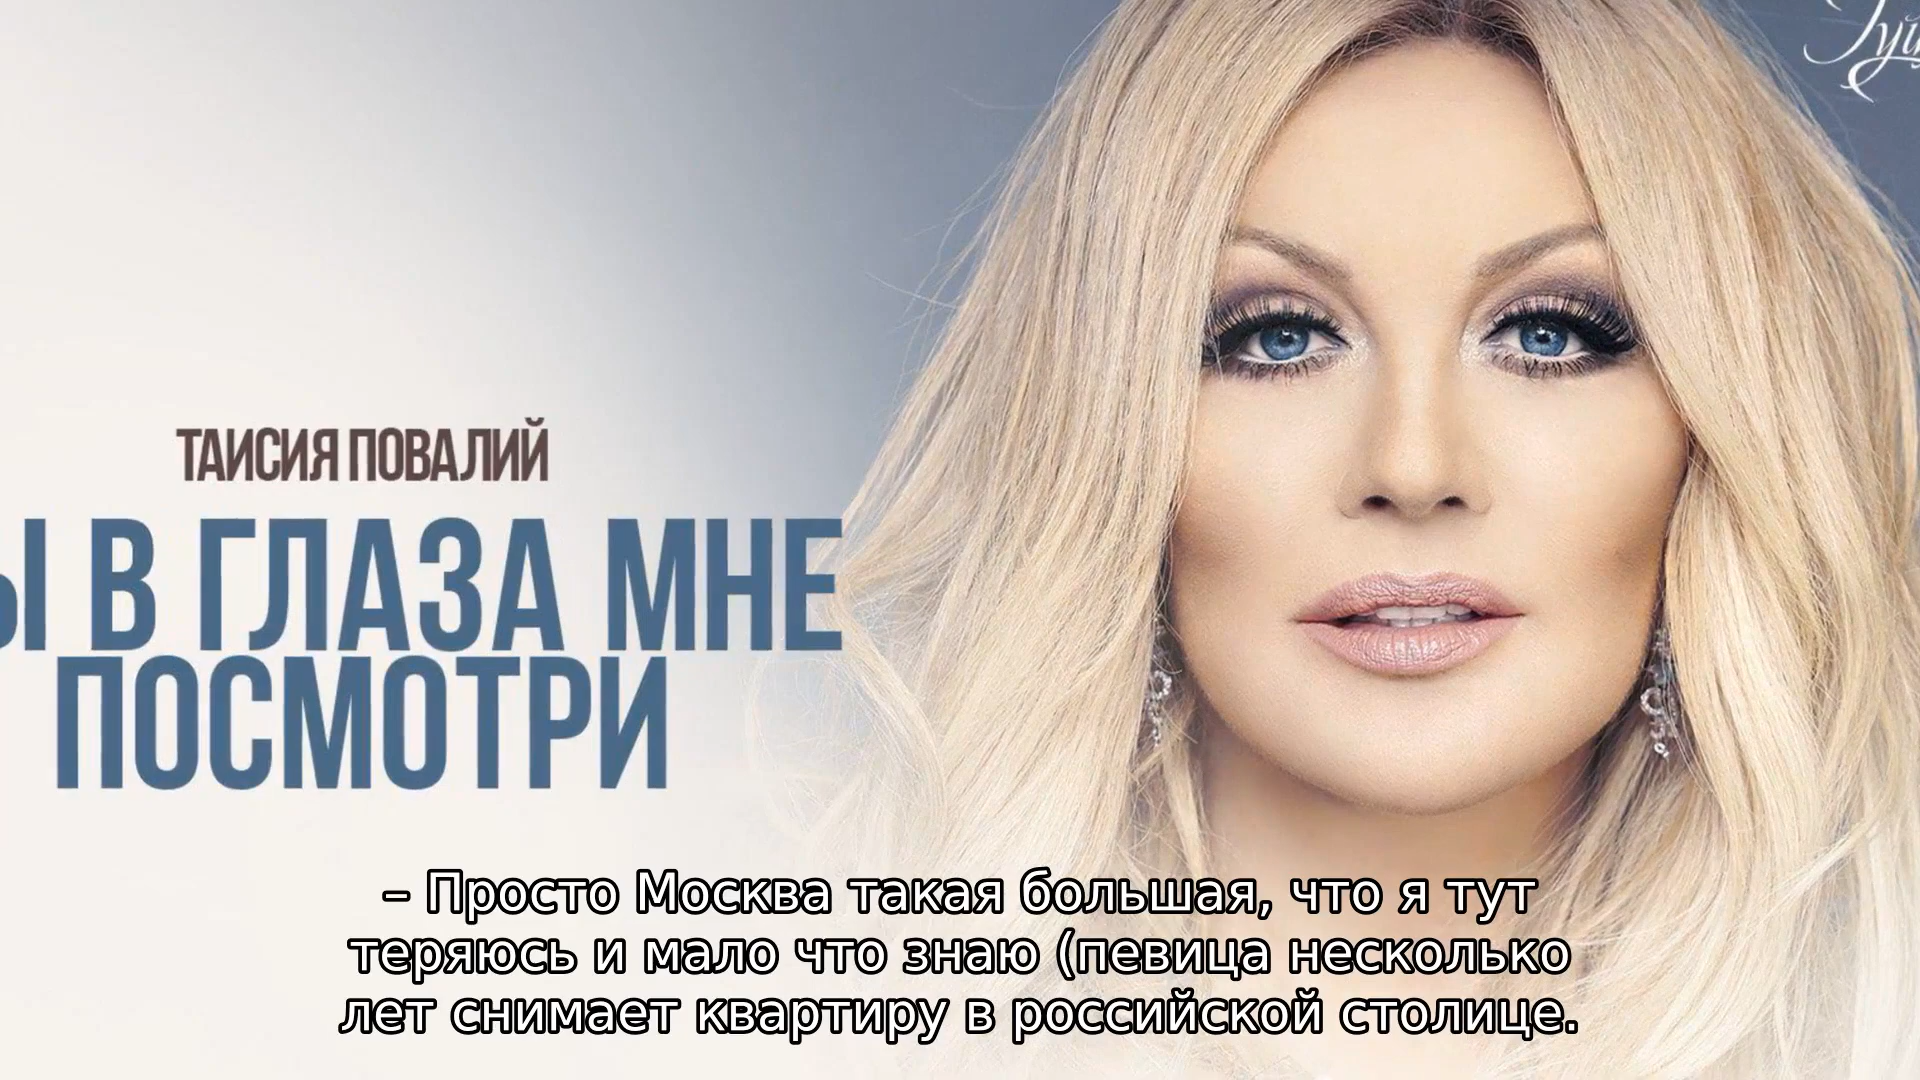 ТАИСИЯ ПОВАЛИЙ
Ы В ГЛАЗА МНЕ
ПОСМОТРИ
– Просто Москва такая большая, что я тут
теряюсь и мало что знаю (певица несколько
лет снимает квартиру в российской столице.